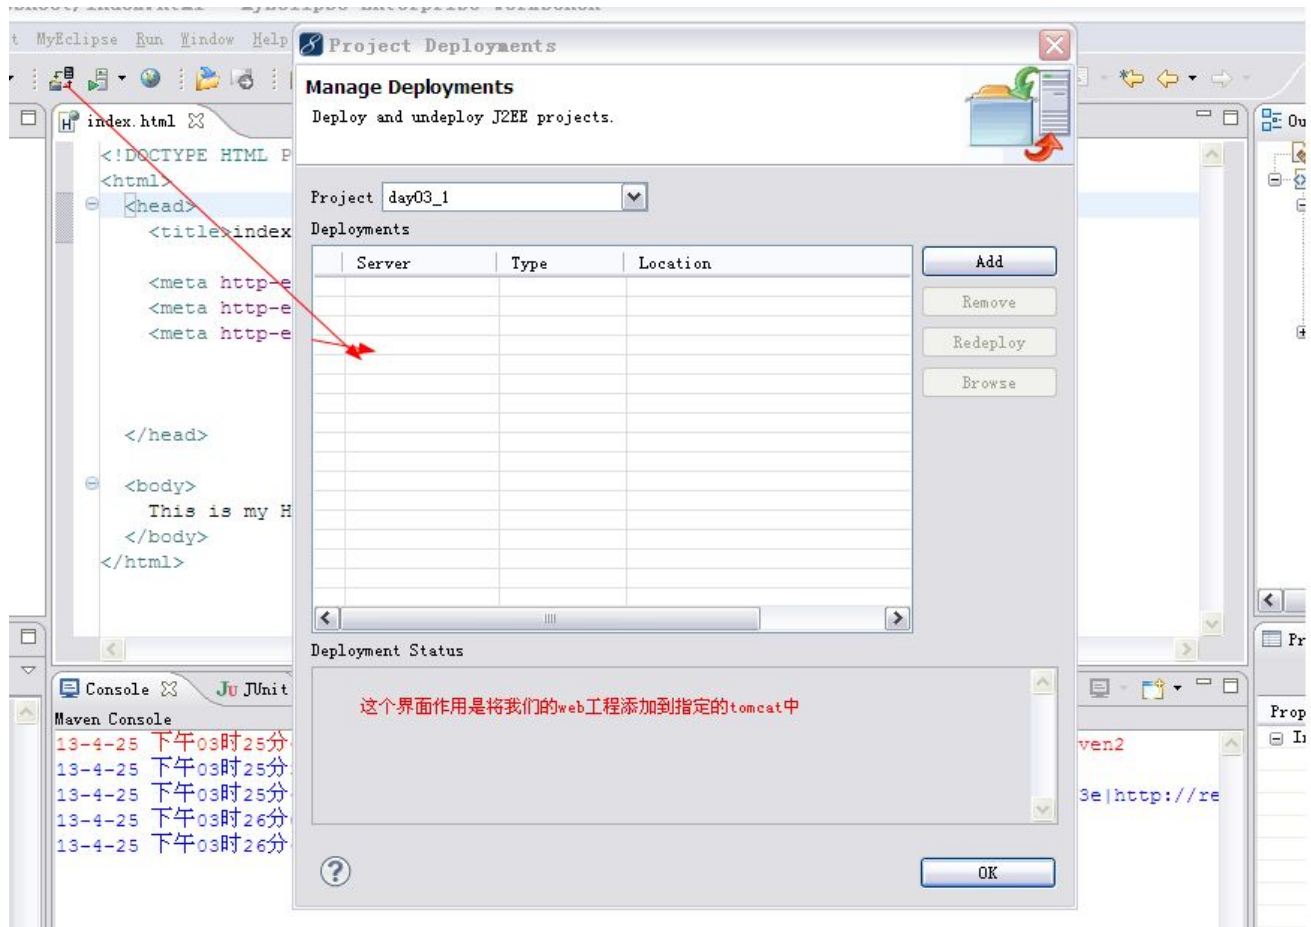 MyEclipse Run Window Help
Project Deployments
Manage Deployments
Deploy and undeploy J2EE projects.
index.html
Ou
<!DOCTYPE HTML P
<html>
<head>
<title>index
<meta http-e
<meta http-e
<meta http-e
</head>
<body>
This is my H
</body>
</html>
Project day03_1
Deployments
Server Type Location
Add
Remove
Redeploy
Browse
Deployment Status
这个界面作用是将我们的web工程添加到指定的tomcat中
OK
Console JUnit
Maven Console
13-4-25 下午03时25分 ven2
13-4-25 下午03时25分
13-4-25 下午03时25分 3e|http://re
13-4-25 下午03时26分
13-4-25 下午03时26分
Pr
Prop